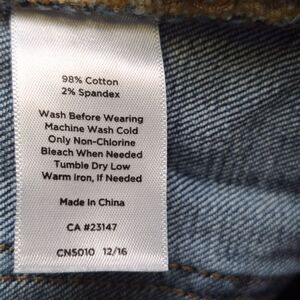 98% Cotton
2% Spandex
Wash Before Wearing
Machine Wash Cold
Only Non-Chlorine
Bleach When Needed
Tumble Dry Low
Warm Iron, If Needed
Made in China
CA #23147
CN5010 12/16